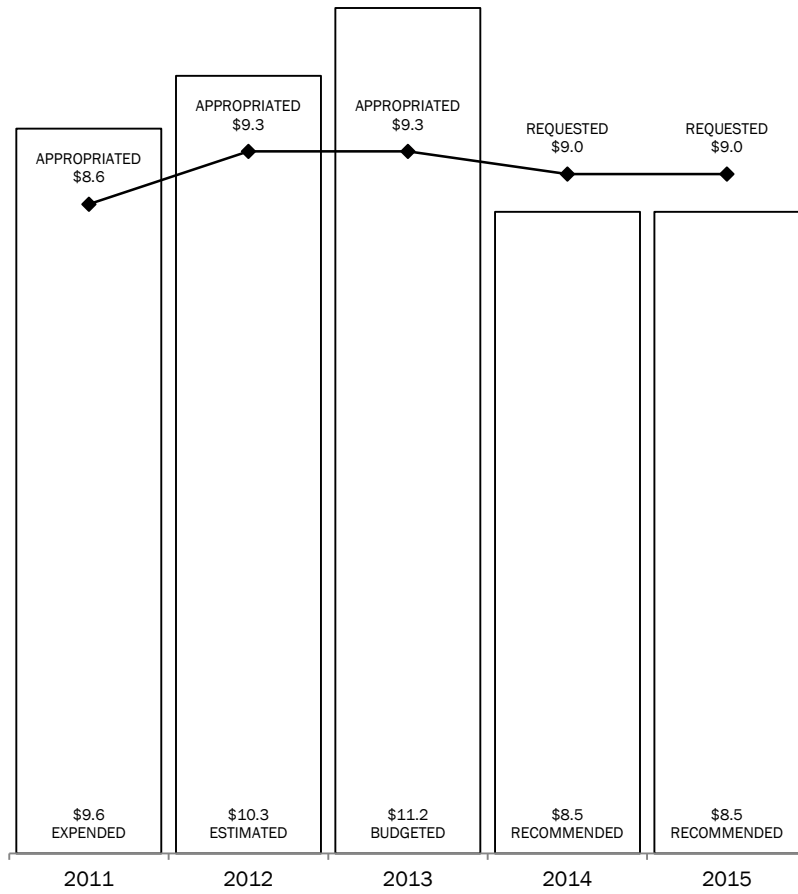 APPROPRIATED
$8.6
APPROPRIATED
$9.3
APPROPRIATED
$9.3
REQUESTED
$9.0
REQUESTED
$9.0
$9.6
EXPENDED
$10.3
ESTIMATED
$11.2
BUDGETED
$8.5
RECOMMENDED
$8.5
RECOMMENDED
2011
2012
2013
2014
2015